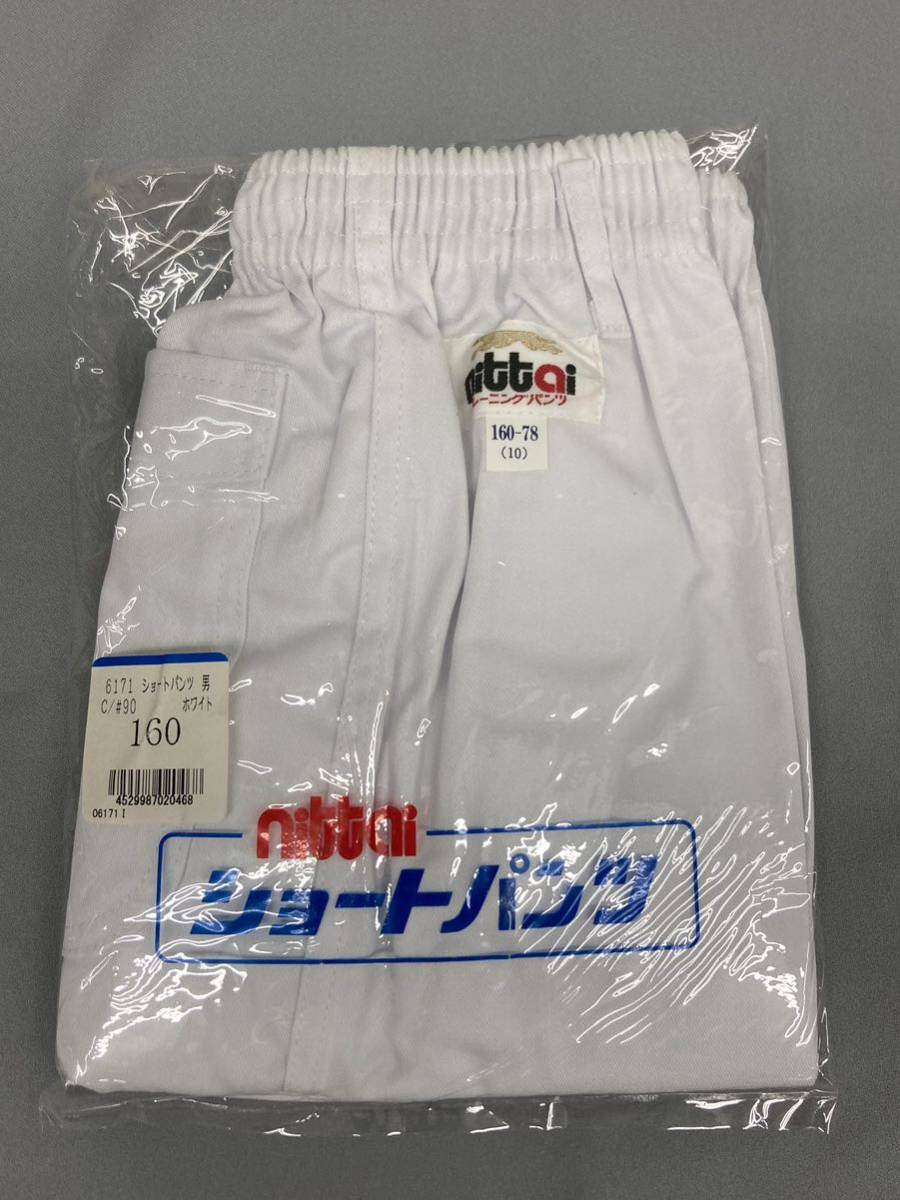 nittai
レーニングパンツ
160-78
(10)
6171 ショートパンツ 男
C/#90 ホワイト
160
4529987020468
06171 I
nittai
ショートパンツ